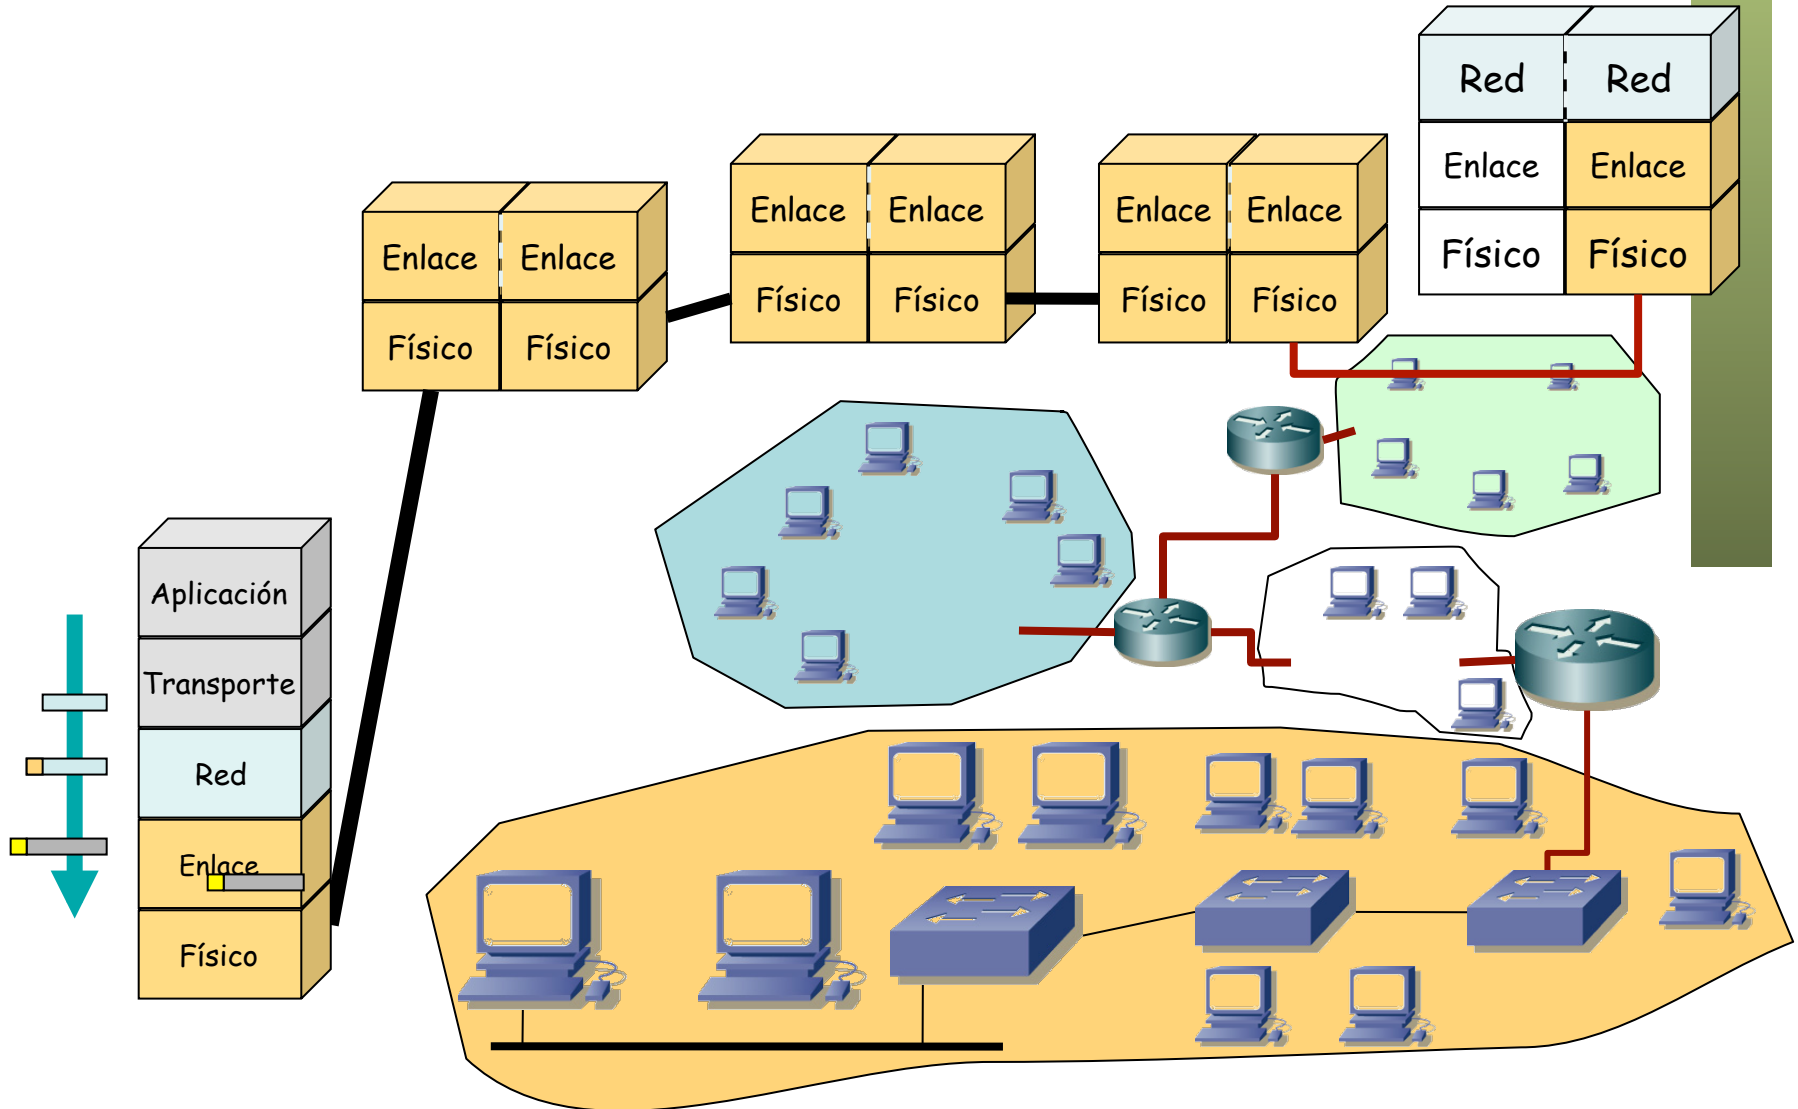 Red Red
Enlace Enlace
Físico Físico
Enlace Enlace
Físico Físico
Enlace Enlace
Físico Físico
Enlace Enlace
Físico Físico
Aplicación
Transporte
Red
Enlace
Físico